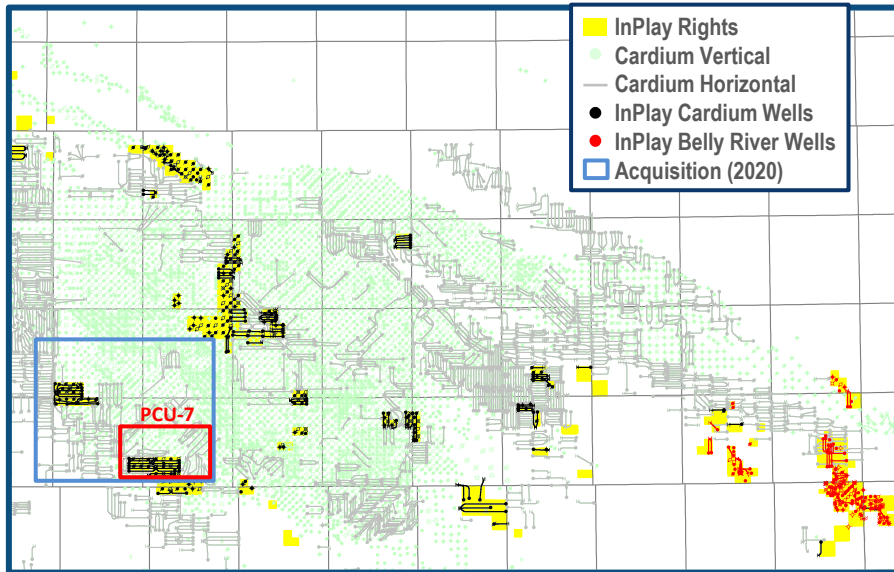 InPlay Rights
Cardium Vertical
Cardium Horizontal
InPlay Cardium Wells
InPlay Belly River Wells
Acquisition (2020)
PCU-7